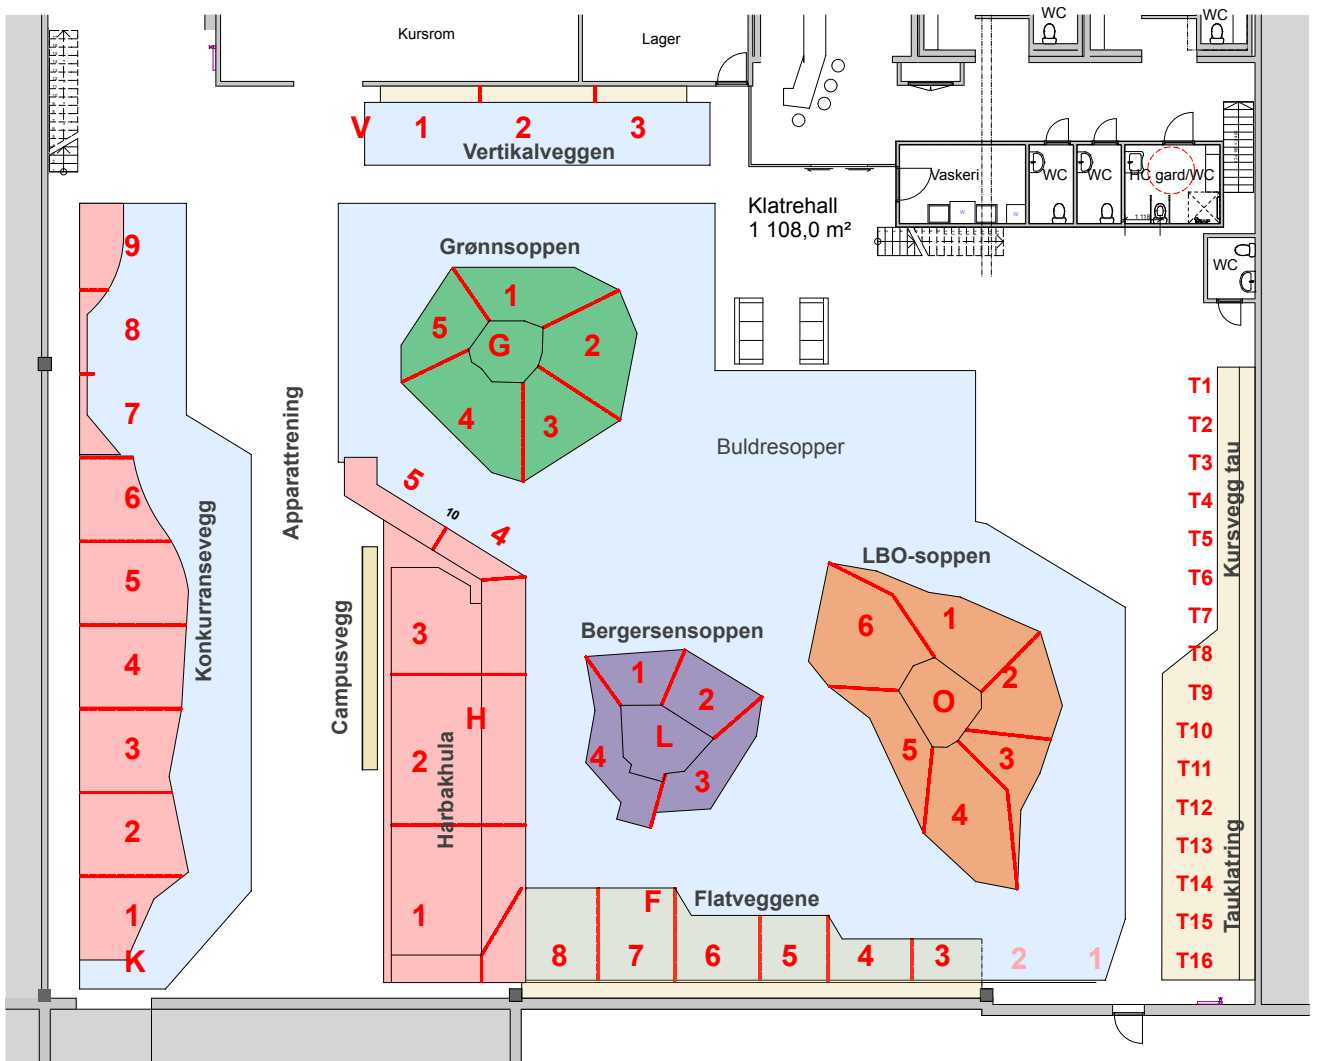 WC
WC
Kursrom
Lager
V
1
2
3
Vertikalveggen
Vaskeri
WC
WC
HC gard/WC
W
W
Klatrehall
1 108,0 m²
WC
Grønnsoppen
1
2
3
4
5
G
9
8
7
6
5
4
3
2
1
K
Konkurransevegg
Apparattrening
Buldresopper
5
10
4
3
2
1
H
Harbakhula
Campusvegg
LBO-soppen
1
2
3
4
5
6
O
Bergersensoppen
1
2
3
4
L
Flatveggene
F
8
7
6
5
4
3
2
1
T1
T2
T3
T4
T5
T6
T7
T8
T9
T10
T11
T12
T13
T14
T15
T16
Kursvegg tau
Tauklatring